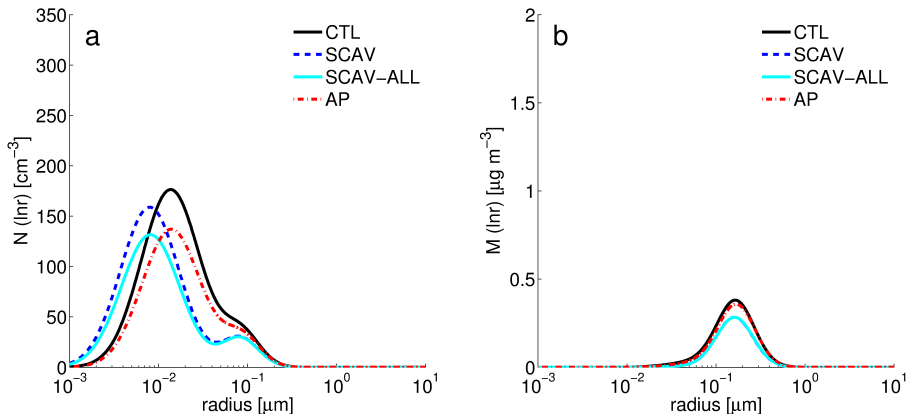 a
CTL
SCAV
SCAV−ALL
AP
350
300
250
200
150
100
50
0
N (lnr) [cm⁻³]
10⁻³
10⁻²
10⁻¹
10⁰
10¹
radius [μm]
b
CTL
SCAV
SCAV−ALL
AP
2
1.5
1
0.5
0
M (lnr) [μg m⁻³]
10⁻³
10⁻²
10⁻¹
10⁰
10¹
radius [μm]